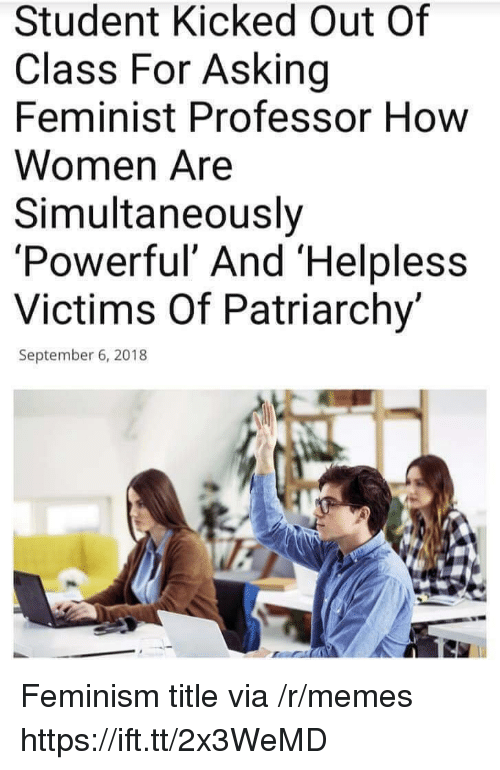 Student Kicked Out Of
Class For Asking
Feminist Professor How
Women Are
Simultaneously
‘Powerful’ And ‘Helpless
Victims Of Patriarchy’
September 6, 2018
Feminism title via /r/memes
https://ift.tt/2x3WeMD